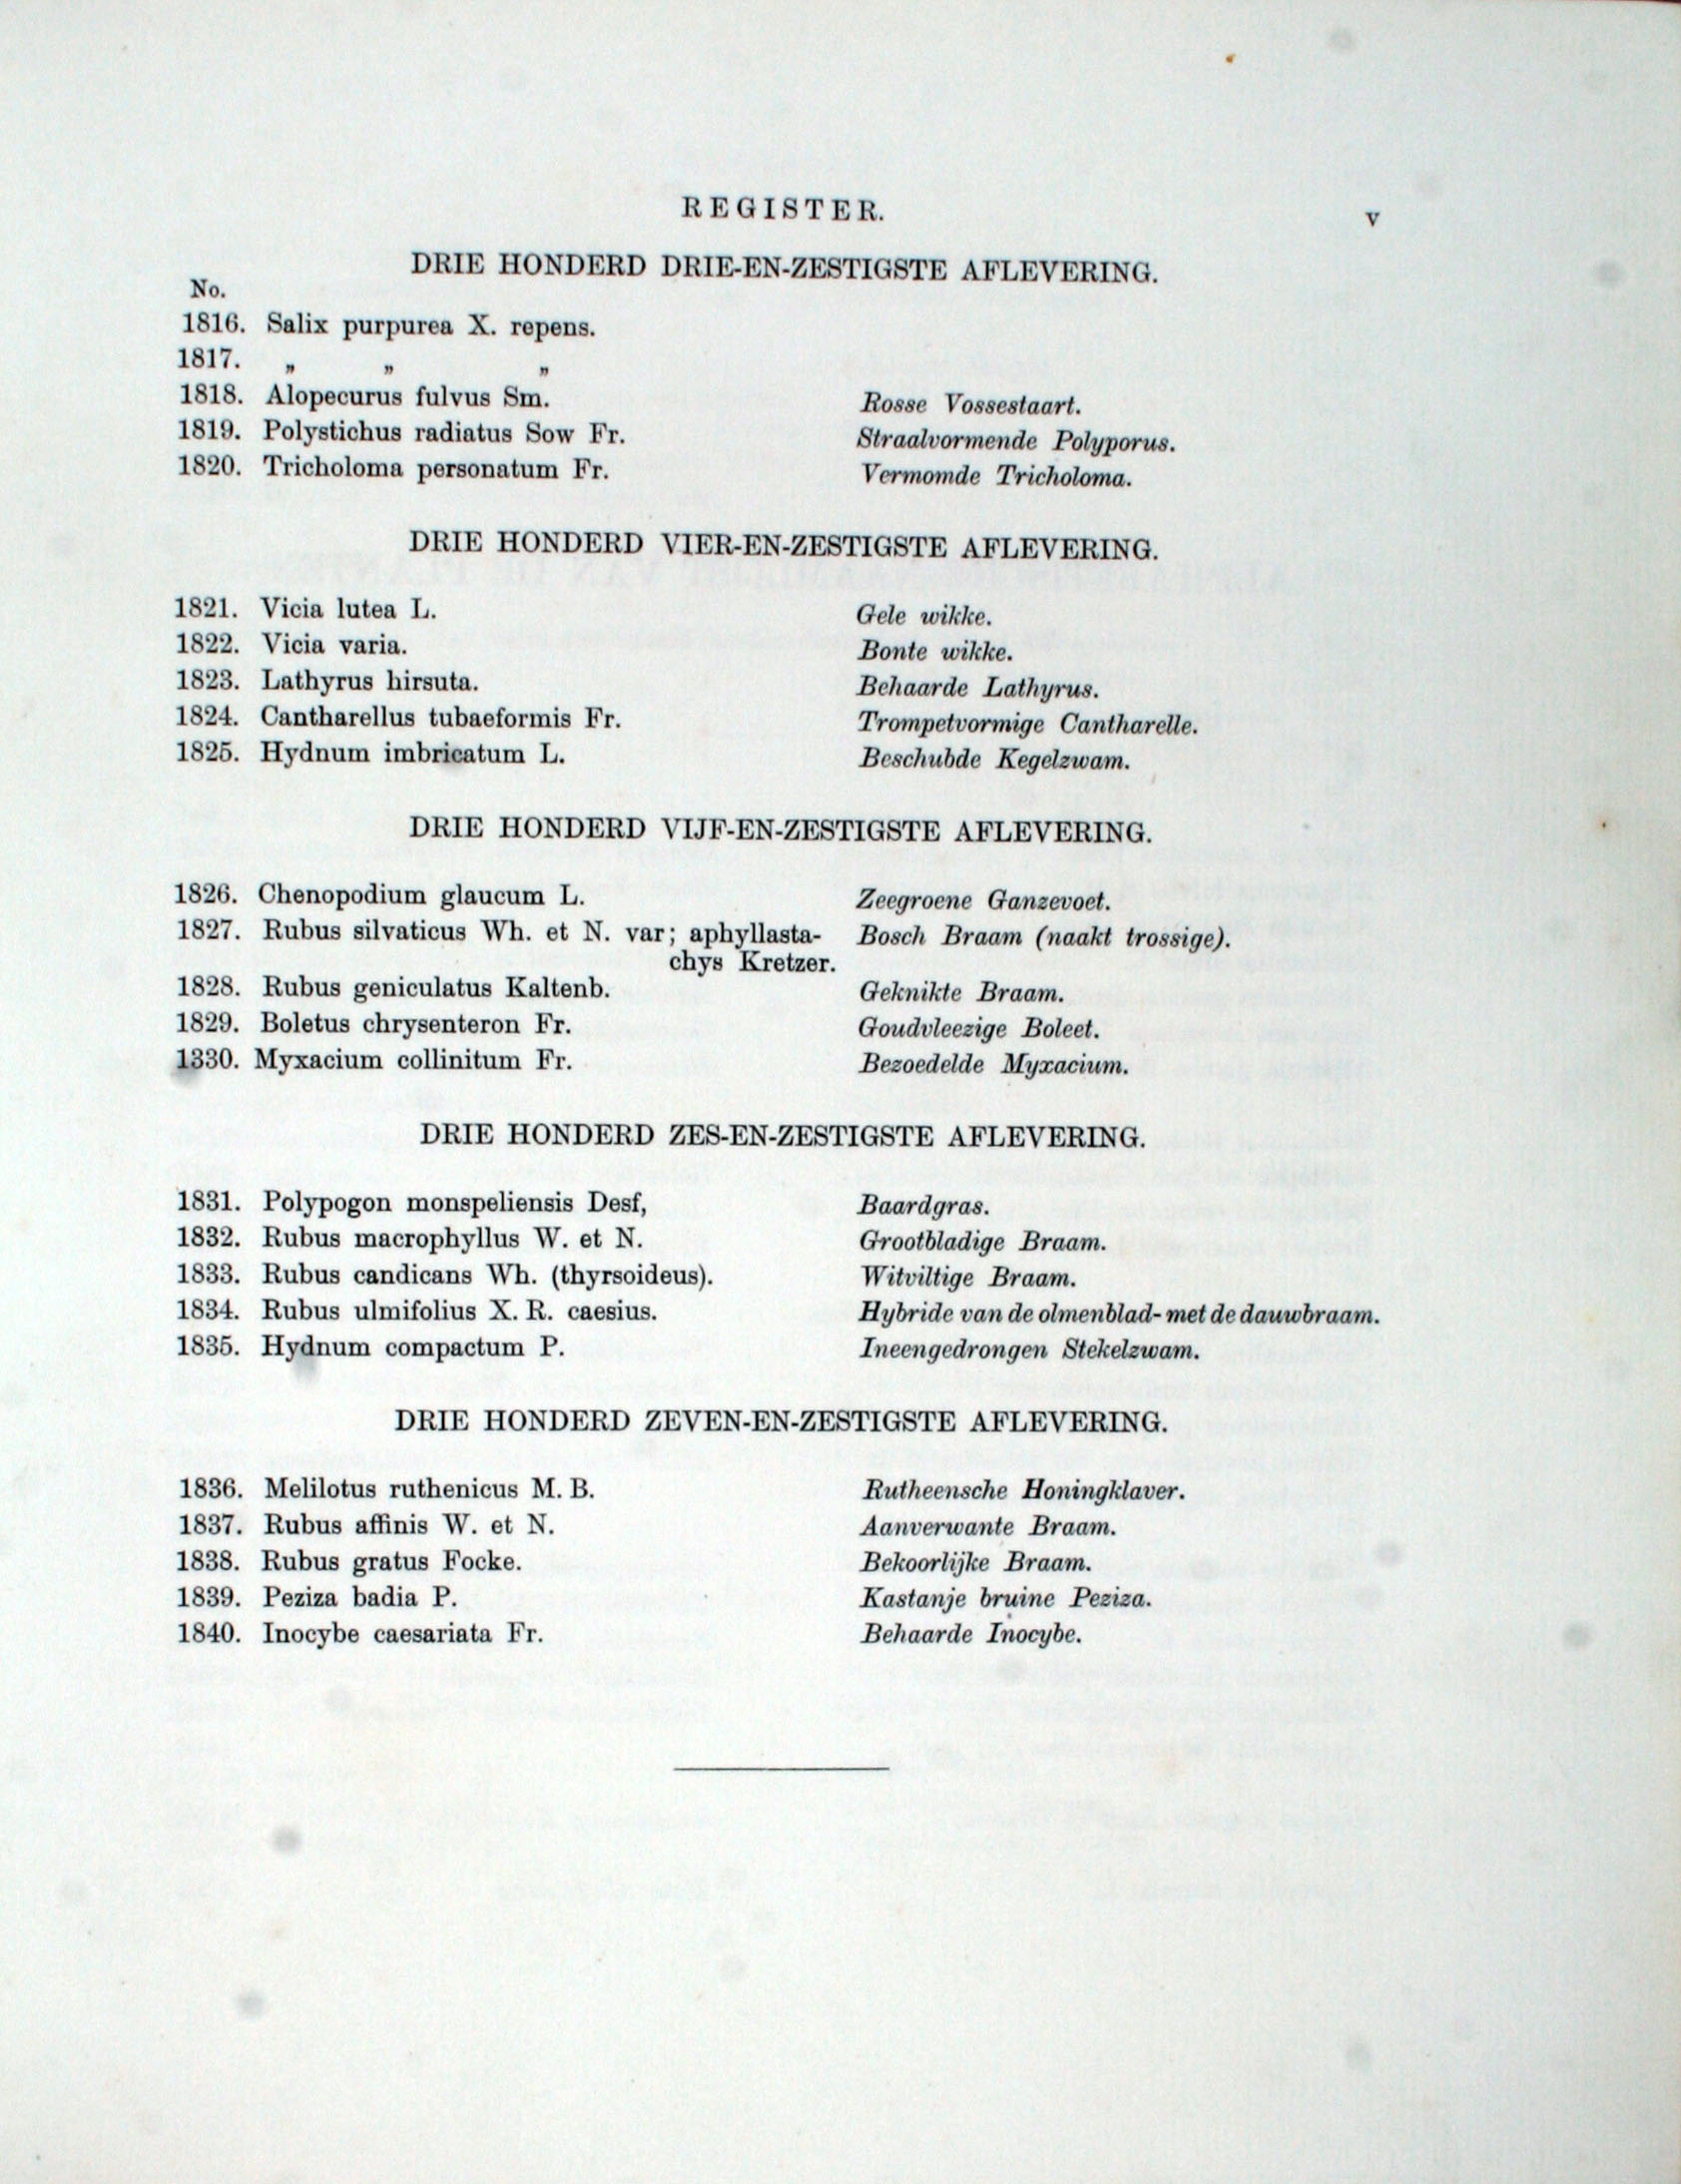 REGISTER. v
DRIE HONDERD DRIE-EN-ZESTIGSTE AFLEVERING.
No.
1816. Salix purpurea X. repens.
1817. „ „ „
1818. Alopecurus fulvus Sm. Rosse Vossestaart.
1819. Polystichus radiatus Sow Fr. Straalvormende Polyporus.
1820. Tricholoma personatum Fr. Vermomde Tricholoma.
DRIE HONDERD VIER-EN-ZESTIGSTE AFLEVERING.
1821. Vicia lutea L. Gele wikke.
1822. Vicia varia. Bonte wikke.
1823. Lathyrus hirsuta. Behaarde Lathyrus.
1824. Cantharellus tubaeformis Fr. Trompetvormige Cantharelle.
1825. Hydnum imbricatum L. Beschubde Kegelzwam.
DRIE HONDERD VIJF-EN-ZESTIGSTE AFLEVERING.
1826. Chenopodium glaucum L. Zeegroene Ganzevoet.
1827. Rubus silvaticus Wh. et N. var; aphyllasta- Bosch Braam (naakt trossige).
chys Kretzer.
1828. Rubus geniculatus Kaltenb. Geknikte Braam.
1829. Boletus chrysenteron Fr. Goudvleezige Boleet.
1330. Myxacium collinitum Fr. Bezoedelde Myxacium.
DRIE HONDERD ZES-EN-ZESTIGSTE AFLEVERING.
1831. Polypogon monspeliensis Desf, Baardgras.
1832. Rubus macrophyllus W. et N. Grootbladige Braam.
1833. Rubus candicans Wh. (thyrsoideus). Witviltige Braam.
1834. Rubus ulmifolius X. R. caesius. Hybride van de olmenblad- met de dauwbraam.
1835. Hydnum compactum P. Ineengedrongen Stekelzwam.
DRIE HONDERD ZEVEN-EN-ZESTIGSTE AFLEVERING.
1836. Melilotus ruthenicus M. B. Rutheensche Honingklaver.
1837. Rubus affinis W. et N. Aanverwante Braam.
1838. Rubus gratus Focke. Bekoorlijke Braam.
1839. Peziza badia P. Kastanje bruine Peziza.
1840. Inocybe caesariata Fr. Behaarde Inocybe.